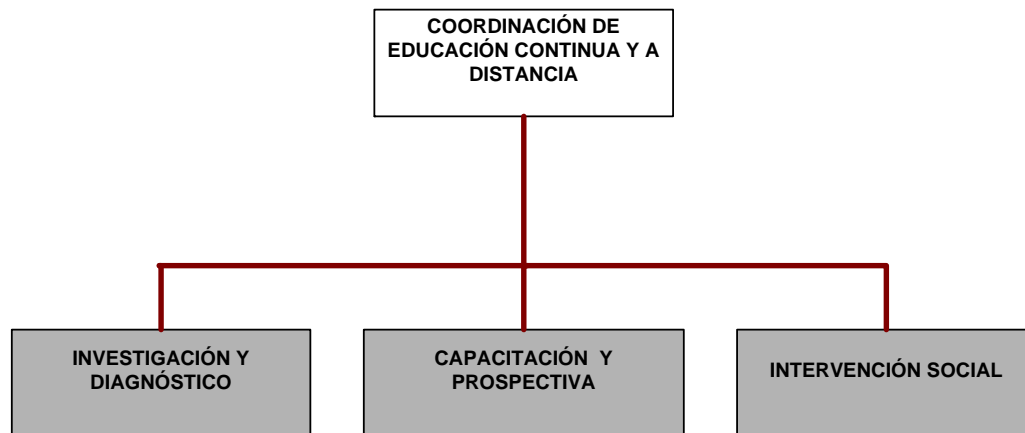 COORDINACIÓN DE
EDUCACIÓN CONTINUA Y A
DISTANCIA
INVESTIGACIÓN Y
DIAGNÓSTICO
CAPACITACIÓN Y
PROSPECTIVA
INTERVENCIÓN SOCIAL